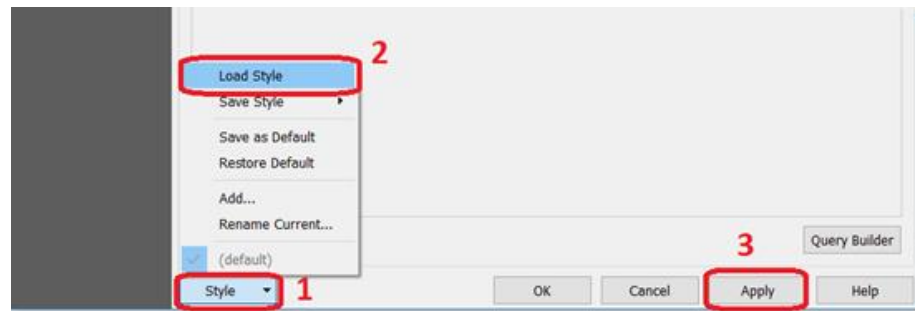 2
Load Style
Save Style
Save as Default
Restore Default
Add...
Rename Current...
3
Query Builder
(default)
Style 1 OK Cancel Apply Help